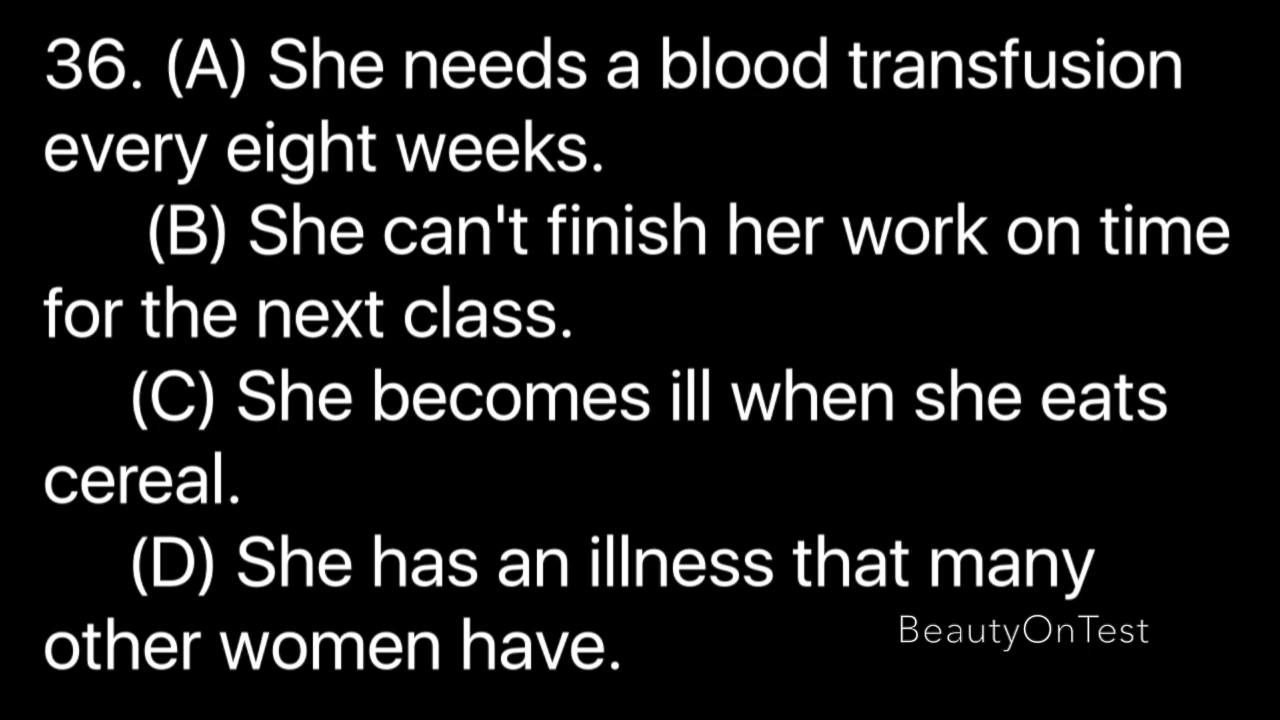 36. (A) She needs a blood transfusion
every eight weeks.
(B) She can't finish her work on time
for the next class.
(C) She becomes ill when she eats
cereal.
(D) She has an illness that many
other women have.
BeautyOnTest